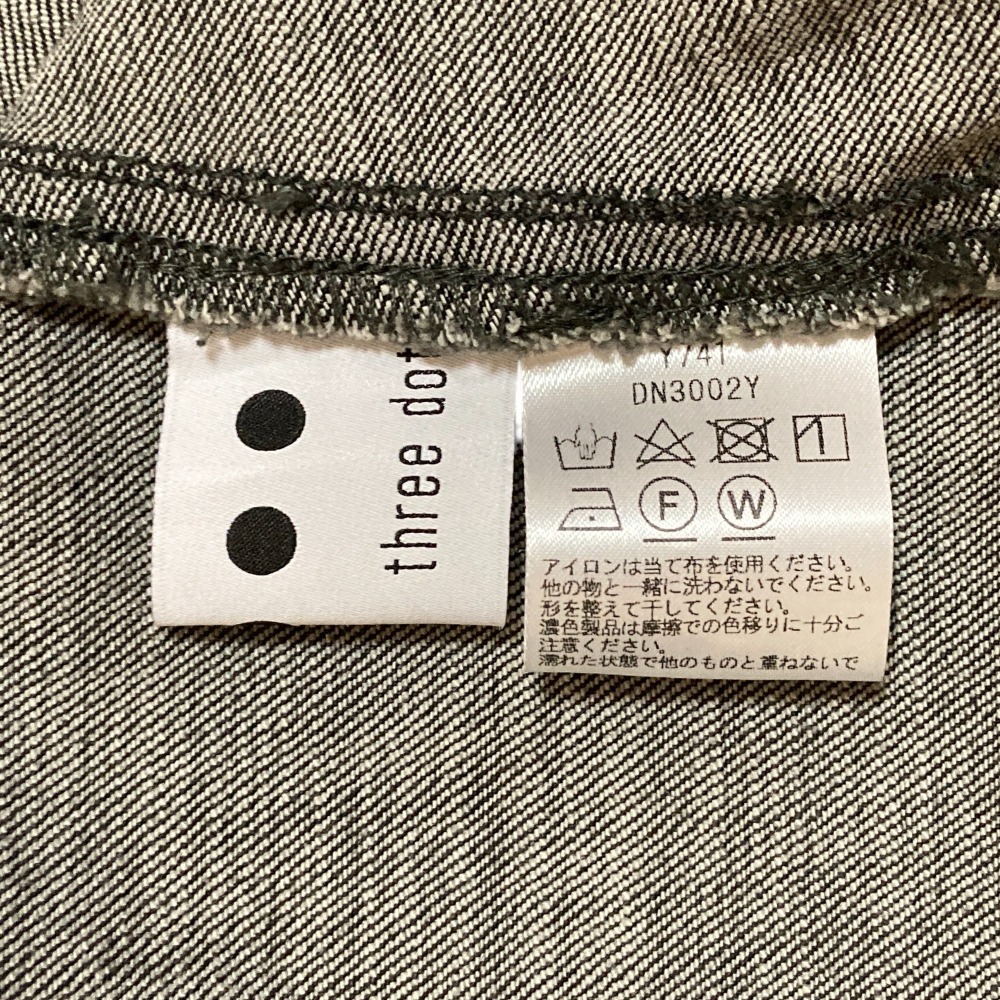 three dot
Y741
DN3002Y
1
F W
アイロンは当て布を使用ください。
他の物と一緒に洗わないでください。
形を整えて干してください。
濃色製品は摩擦での色移りに十分ご
注意ください。
濡れた状態で他のものと重ねないで